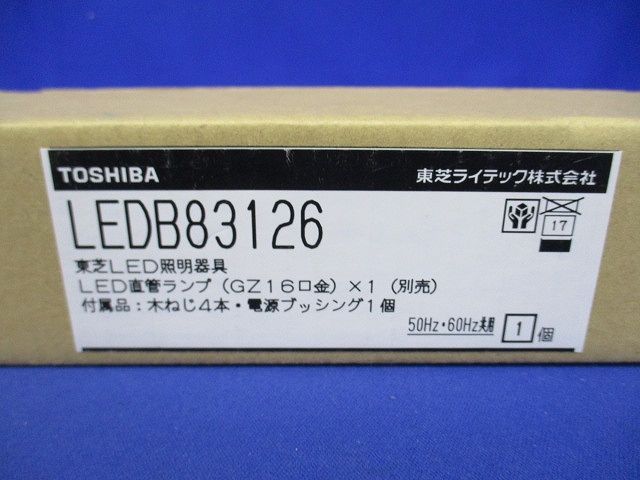 TOSHIBA 東芝ライテック株式会社
LEDB83126
17
東芝LED照明器具
LED直管ランプ(GZ16口金)×1(別売)
付属品:木ねじ4本・電源ブッシング1個
50Hz・60Hz共用 1個